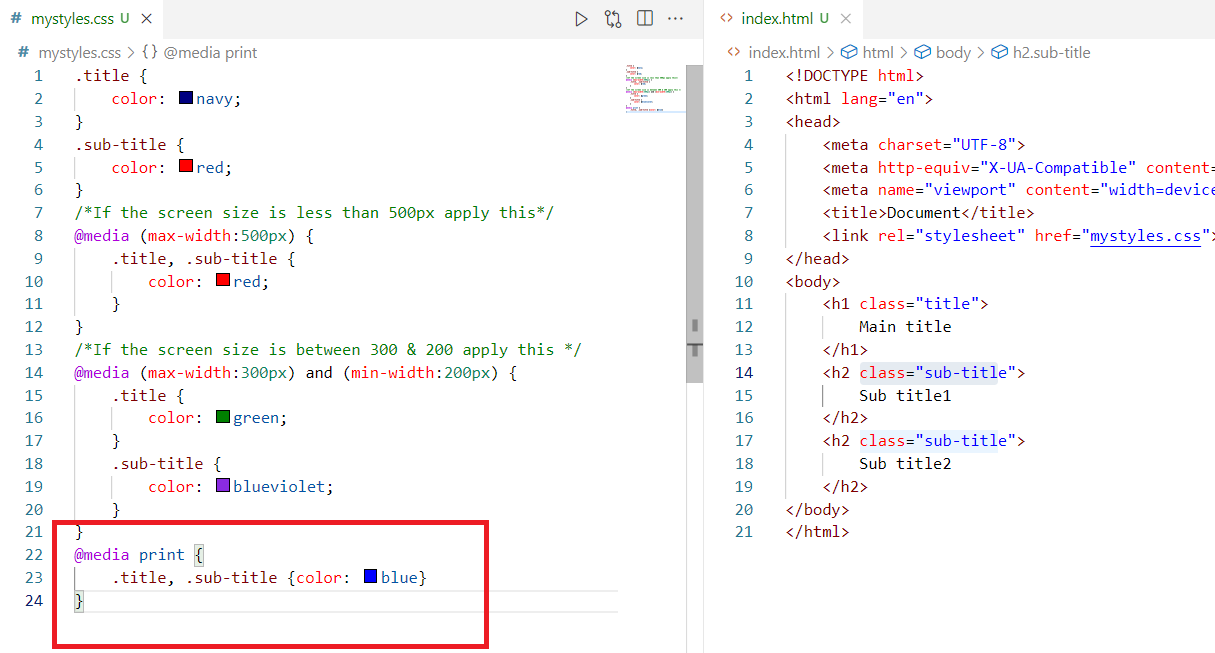 # mystyles.css U ×
# mystyles.css > {} @media print
1 .title {
2     color: navy;
3 }
4 .sub-title {
5     color: red;
6 }
7 /*If the screen size is less than 500px apply this*/
8 @media (max-width:500px) {
9     .title, .sub-title {
10         color: red;
11     }
12 }
13 /*If the screen size is between 300 & 200 apply this */
14 @media (max-width:300px) and (min-width:200px) {
15     .title {
16         color: green;
17     }
18     .sub-title {
19         color: blueviolet;
20     }
21 }
22 @media print {
23     .title, .sub-title {color: blue}
24 }
<> index.html U ×
<> index.html > html > body > h2.sub-title
1 <!DOCTYPE html>
2 <html lang="en">
3 <head>
4     <meta charset="UTF-8">
5     <meta http-equiv="X-UA-Compatible" content=
6     <meta name="viewport" content="width=device
7     <title>Document</title>
8     <link rel="stylesheet" href="mystyles.css">
9 </head>
10 <body>
11     <h1 class="title">
12         Main title
13     </h1>
14     <h2 class="sub-title">
15         Sub title1
16     </h2>
17     <h2 class="sub-title">
18         Sub title2
19     </h2>
20 </body>
21 </html>